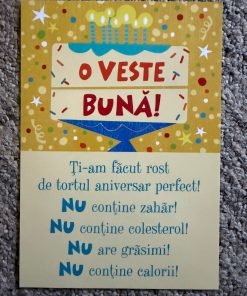 O VESTE
BUNĂ!
Ți-am făcut rost
de tortul aniversar perfect!
NU conține zahăr!
NU conține colesterol!
NU are grăsimi!
NU conține calorii!